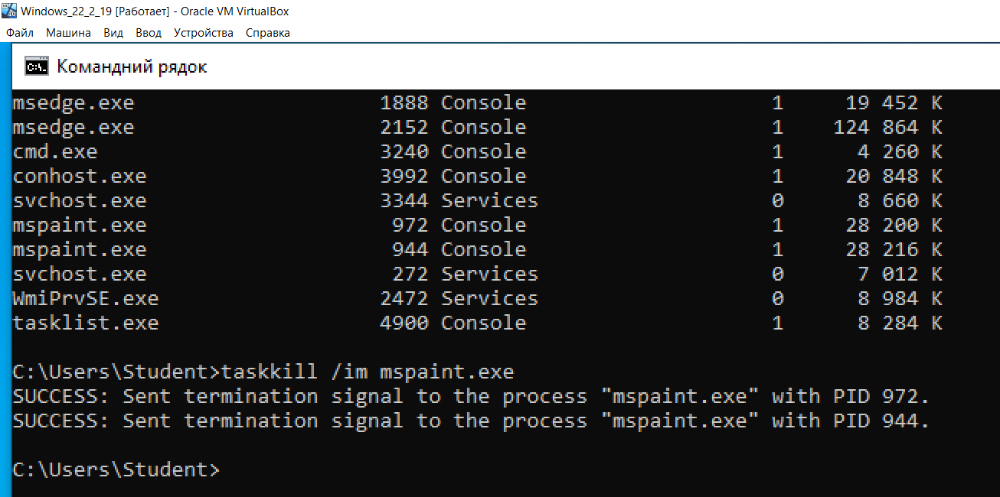 Windows_22_2_19 [Работает] - Oracle VM VirtualBox
Файл Машина Вид Ввод Устройства Справка
Командний рядок
msedge.exe 1888 Console 1 19 452 K
msedge.exe 2152 Console 1 124 864 K
cmd.exe 3240 Console 1 4 260 K
conhost.exe 3992 Console 1 20 848 K
svchost.exe 3344 Services 0 8 660 K
mspaint.exe 972 Console 1 28 200 K
mspaint.exe 944 Console 1 28 216 K
svchost.exe 272 Services 0 7 012 K
WmiPrvSE.exe 2472 Services 0 8 984 K
tasklist.exe 4900 Console 1 8 284 K
C:\Users\Student>taskkill /im mspaint.exe
SUCCESS: Sent termination signal to the process "mspaint.exe" with PID 972.
SUCCESS: Sent termination signal to the process "mspaint.exe" with PID 944.
C:\Users\Student>